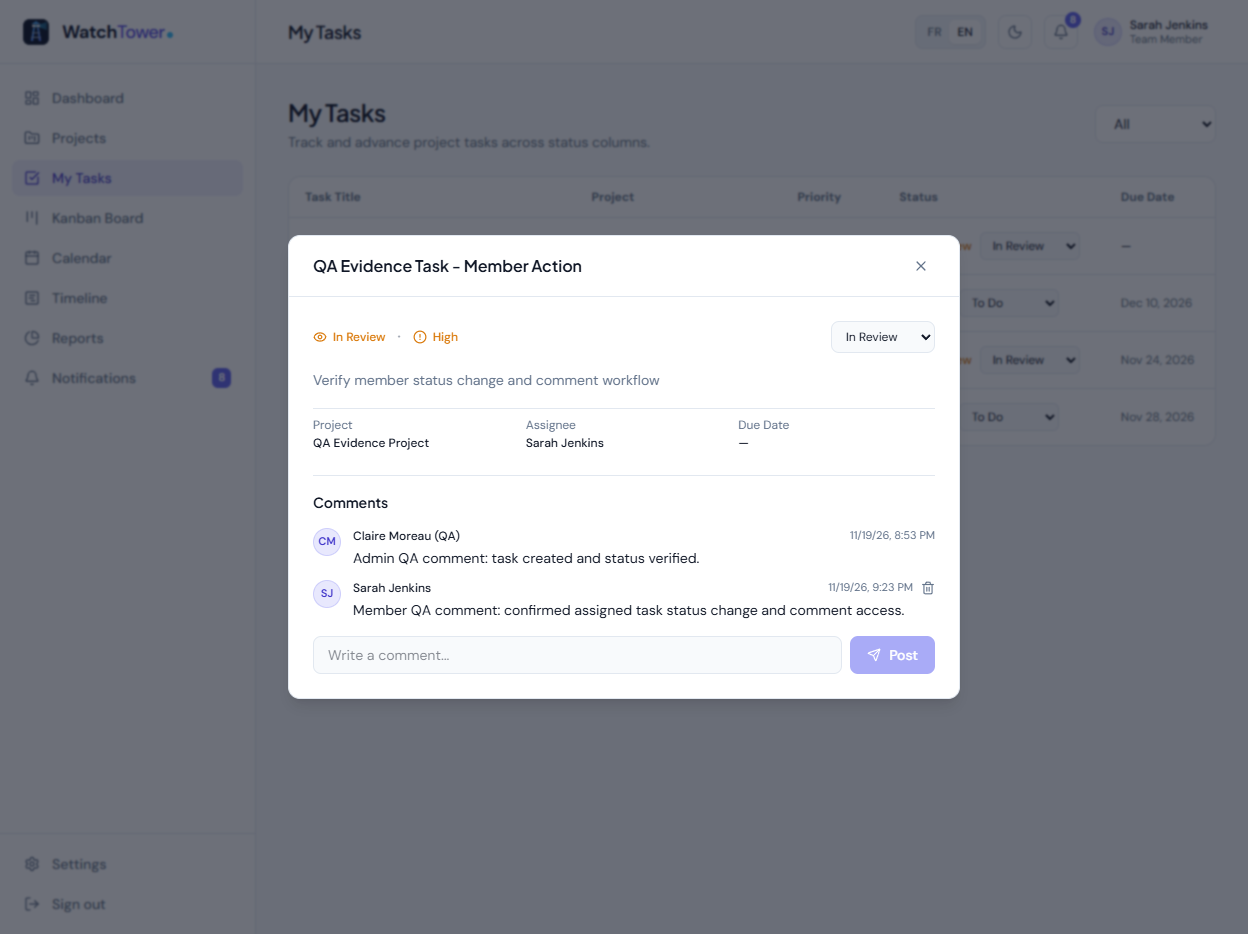 WatchTower
My Tasks
FR EN
8
SJ
Sarah Jenkins
Team Member
Dashboard
Projects
My Tasks
Kanban Board
Calendar
Timeline
Reports
Notifications 8
Settings
Sign out
My Tasks
Track and advance project tasks across status columns.
All
Task Title Project Priority Status Due Date
In Review —
To Do Dec 10, 2026
In Review Nov 24, 2026
To Do Nov 28, 2026
QA Evidence Task - Member Action
In Review · High
In Review
Verify member status change and comment workflow
Project Assignee Due Date
QA Evidence Project Sarah Jenkins —
Comments
CM Claire Moreau (QA) 11/19/26, 8:53 PM
Admin QA comment: task created and status verified.
SJ Sarah Jenkins 11/19/26, 9:23 PM
Member QA comment: confirmed assigned task status change and comment access.
Write a comment...
Post